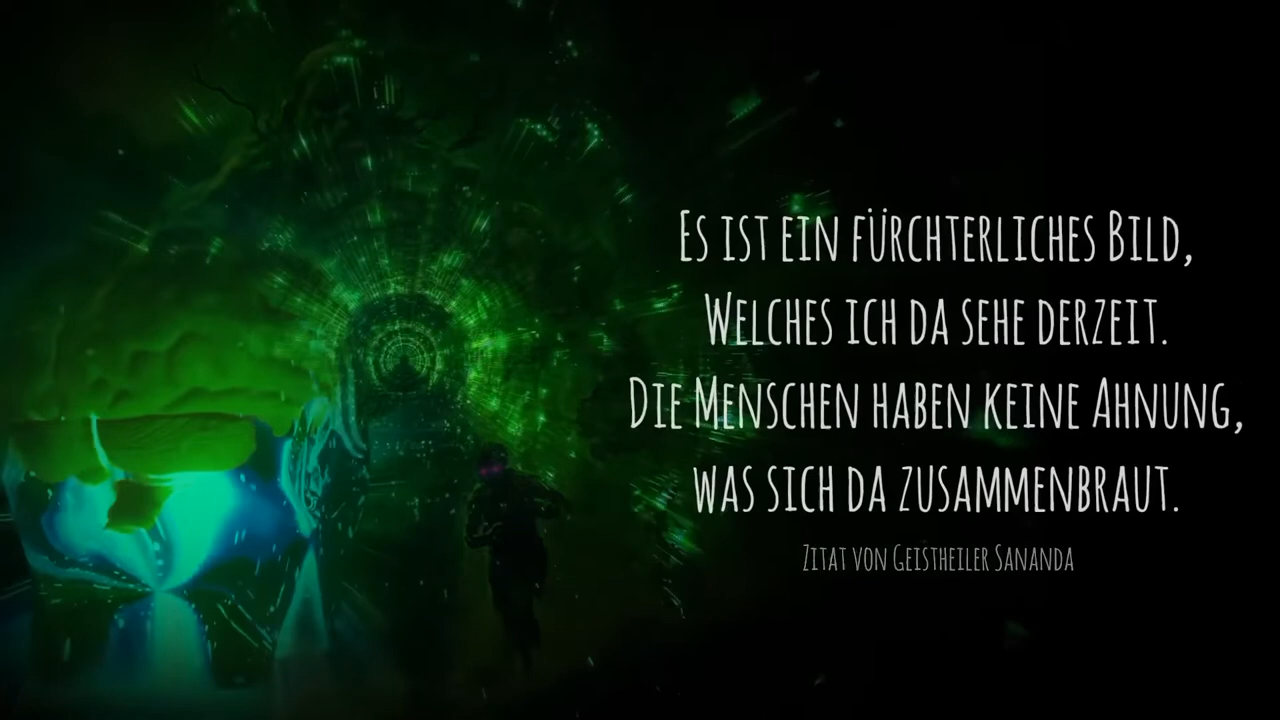 Es ist ein fürchterliches Bild,
Welches ich da sehe derzeit.
Die Menschen haben keine Ahnung,
was sich da zusammenbraut.
Zitat von Geistheiler Sananda